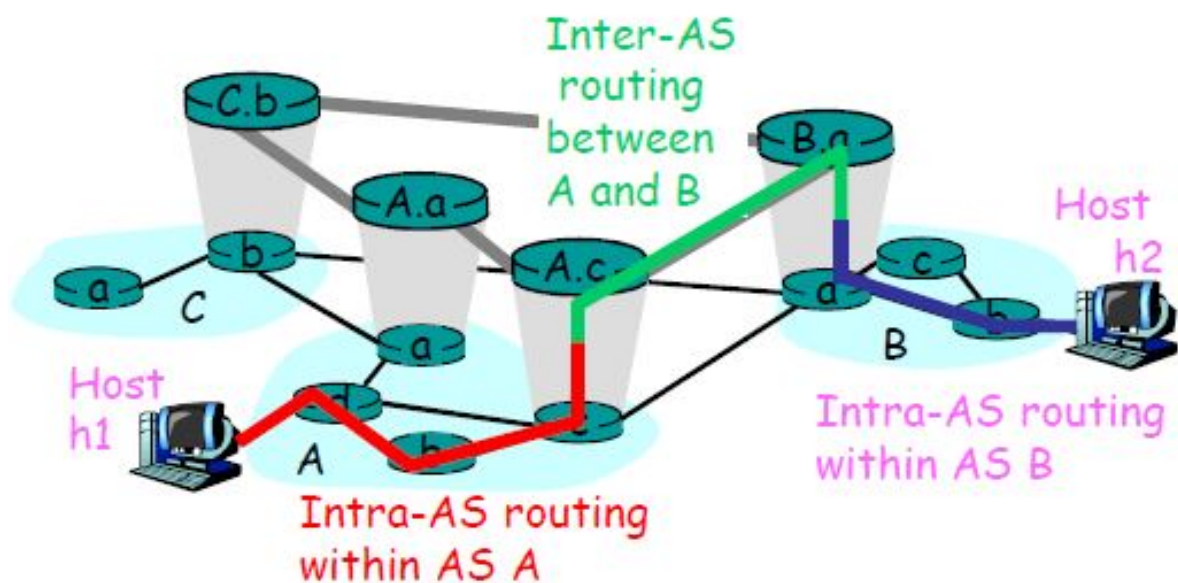 Inter-AS
routing
between
A and B
C.b
B.a
A.a
Host
h2
A.c
b
c
a
a
C
b
a
B
Host
h1
d
c
b
A
Intra-AS routing
within AS B
Intra-AS routing
within AS A